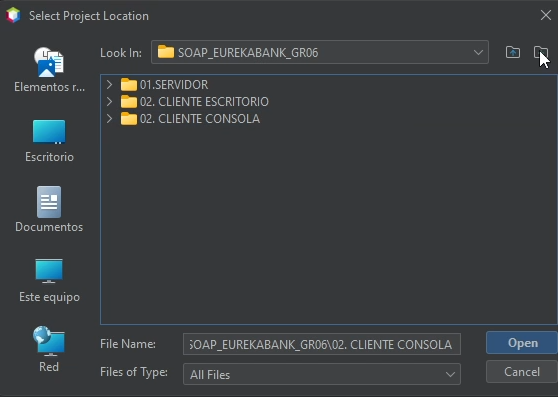 Select Project Location
Look In:
SOAP_EUREKABANK_GR06
Elementos r...
Escritorio
Documentos
Este equipo
Red
01.SERVIDOR
02. CLIENTE ESCRITORIO
02. CLIENTE CONSOLA
File Name:
SOAP_EUREKABANK_GR06\02. CLIENTE CONSOLA
Open
Files of Type:
All Files
Cancel